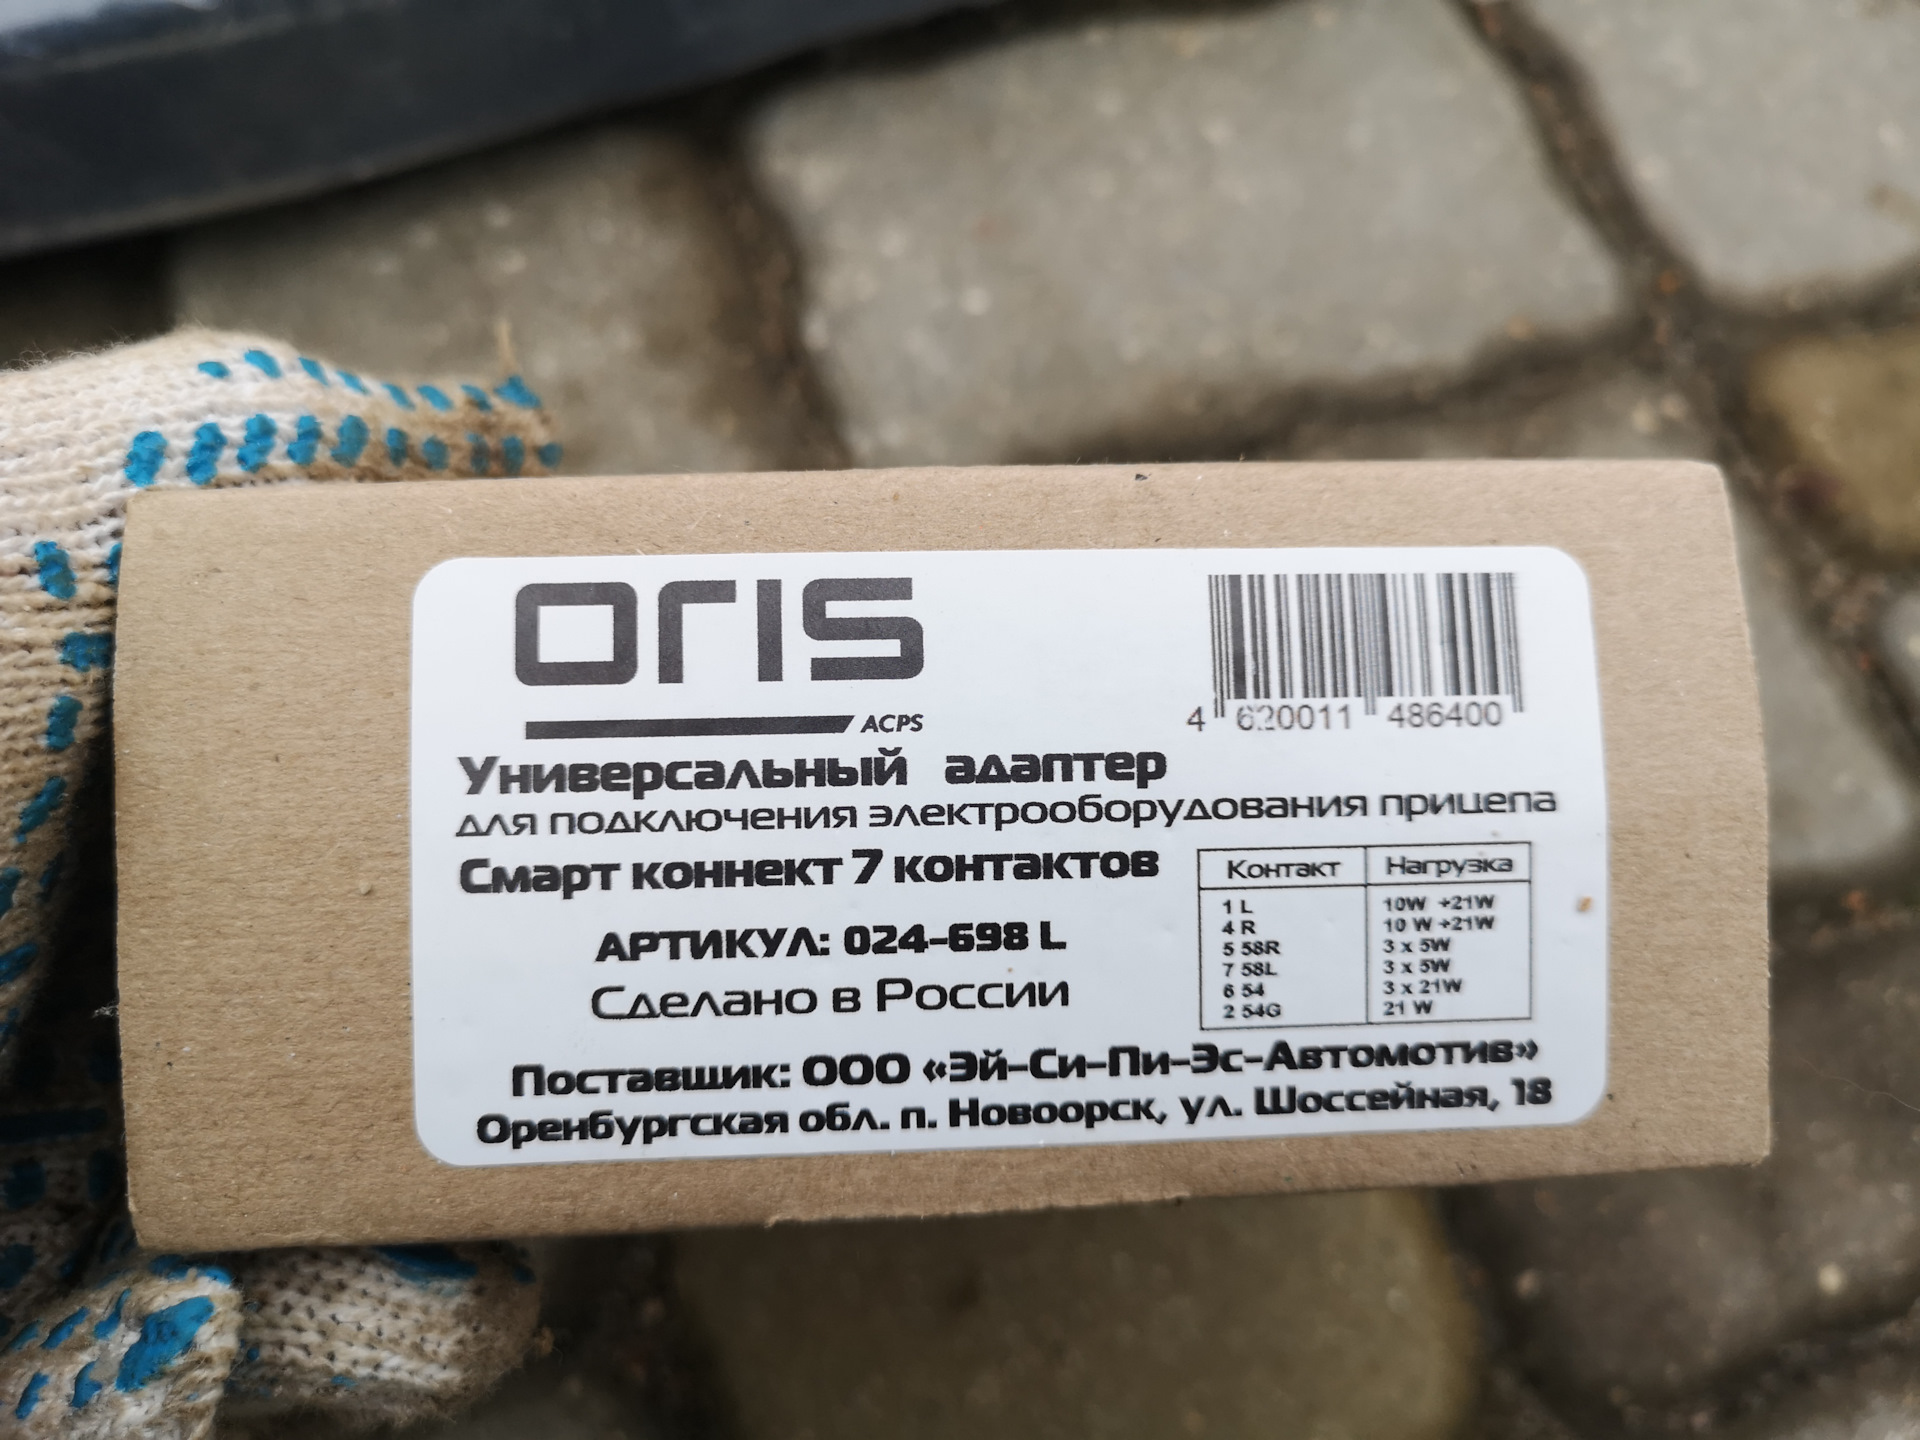 oris
ACPS
4 620011 486400
Универсальный адаптер
для подключения электрооборудования прицепа
Смарт коннект 7 контактов
АРТИКУЛ: 024-698 L
Сделано в России
Контакт Нагрузка
1 L 10W +21W
4 R 10 W +21W
5 58R 3 x 5W
7 58L 3 x 5W
6 54 3 x 21W
2 54G 21 W
Поставщик: ООО «Эй-Си-Пи-Эс-Автомотив»
Оренбургская обл. п. Новоорск, ул. Шоссейная, 18